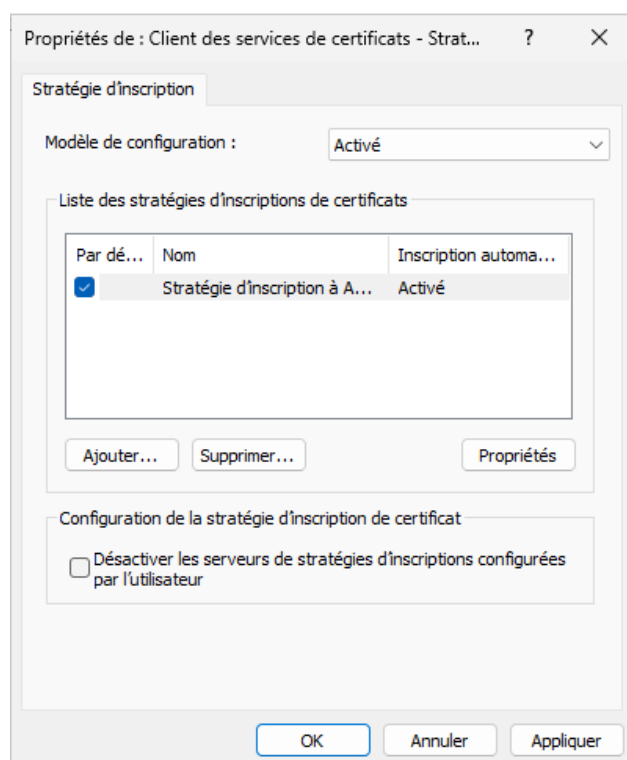 Propriétés de : Client des services de certificats - Strat... ? ×
Stratégie d'inscription
Modèle de configuration : Activé
Liste des stratégies d'inscriptions de certificats
Par dé... Nom Inscription automa...
Stratégie d'inscription à A... Activé
Ajouter... Supprimer... Propriétés
Configuration de la stratégie d'inscription de certificat
Désactiver les serveurs de stratégies d'inscriptions configurées
par l'utilisateur
OK Annuler Appliquer